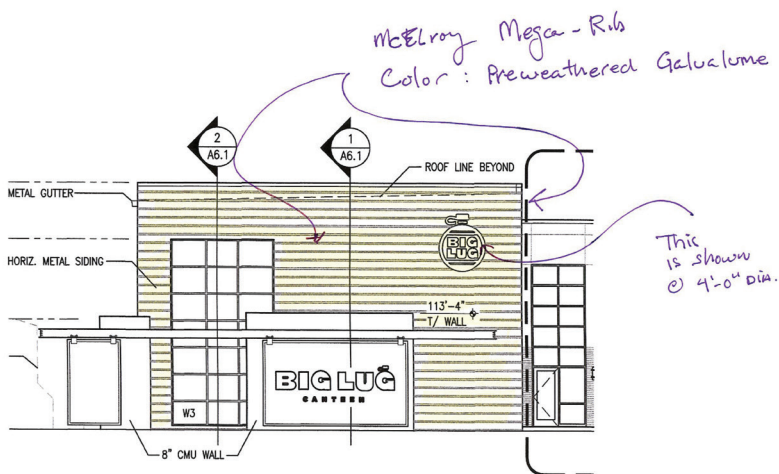 McElroy Mega-Rib
Color : Preweathered Galvalume
2
A6.1
1
A6.1
ROOF LINE BEYOND
METAL GUTTER
BIG
LUG
This
is shown
@ 4'-0" DIA.
HORIZ. METAL SIDING
113'-4"
T/ WALL
BIG LUG
CANTEEN
W3
8" CMU WALL